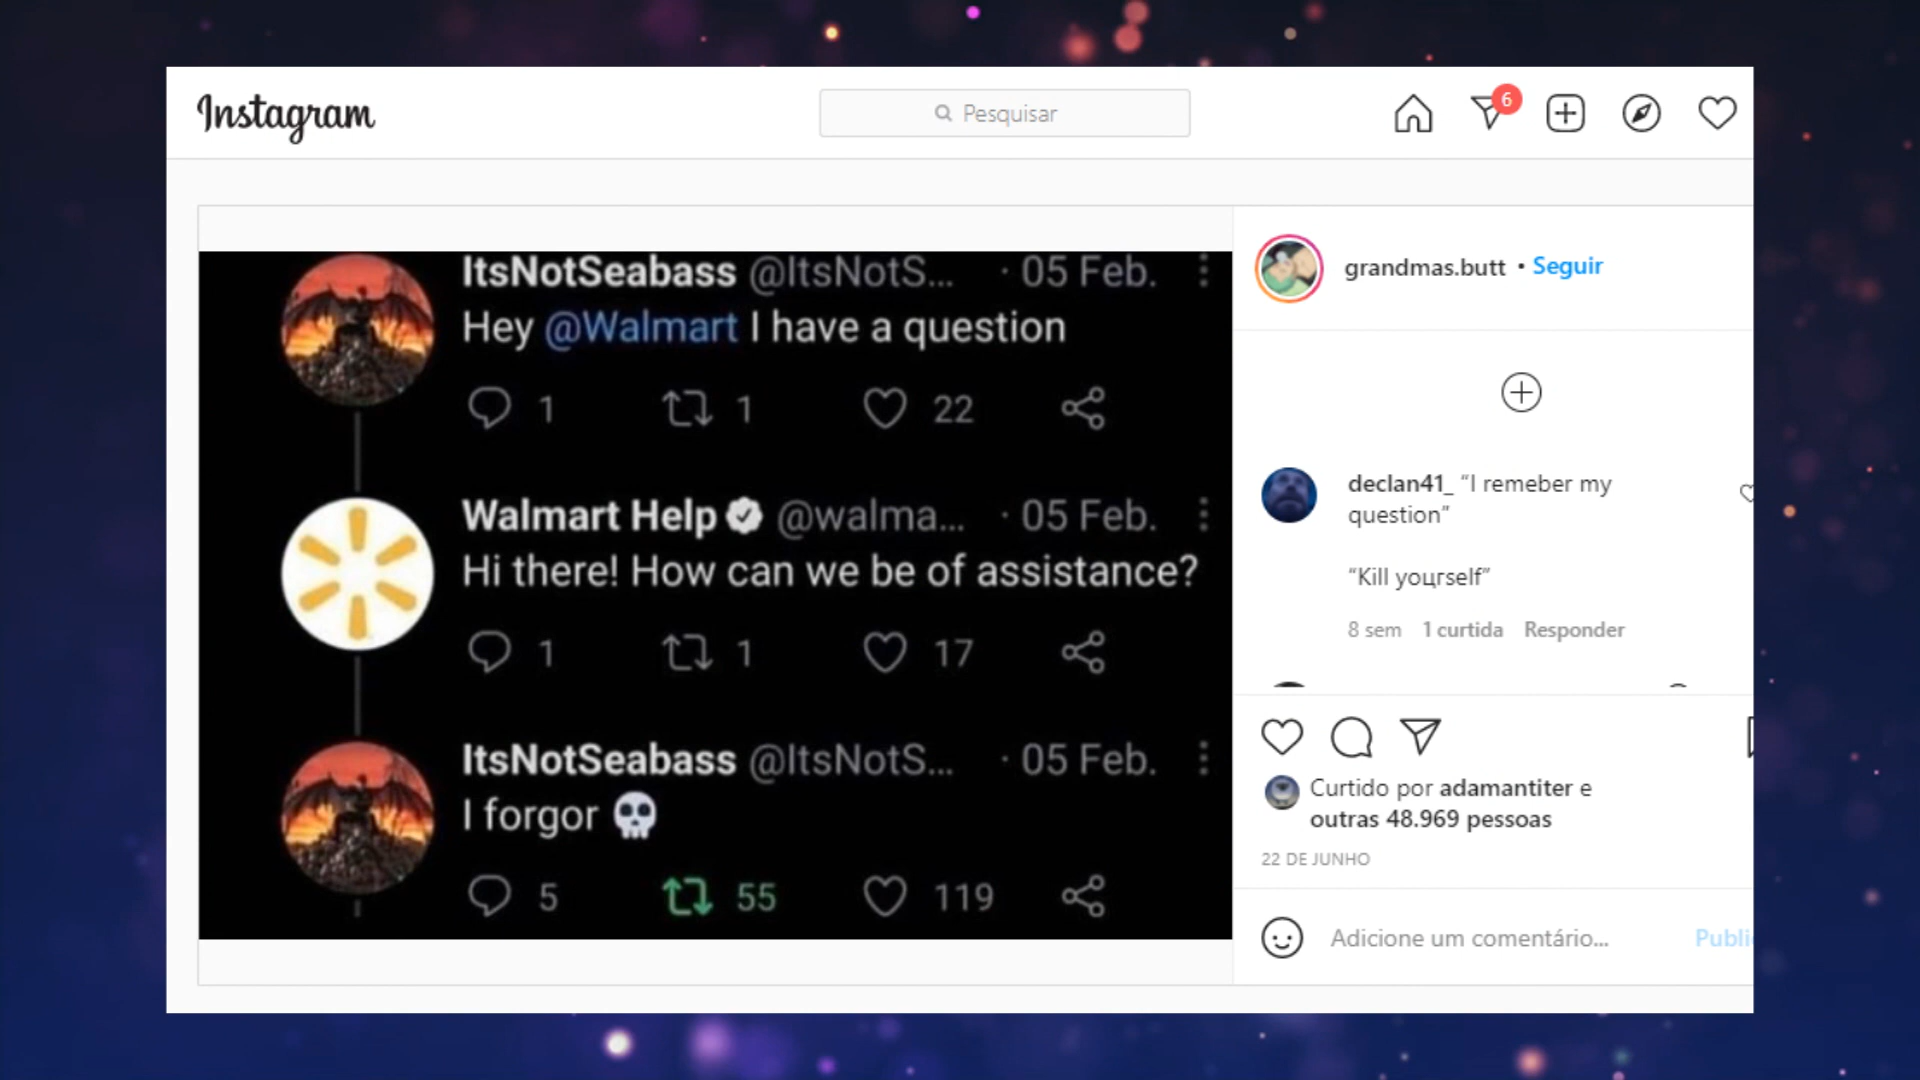 Instagram
Pesquisar
6
ItsNotSeabass @ItsNotS... · 05 Feb.
Hey @Walmart I have a question
1 1 22
Walmart Help @walma... · 05 Feb.
Hi there! How can we be of assistance?
1 1 17
ItsNotSeabass @ItsNotS... · 05 Feb.
I forgor 💀
5 55 119
grandmas.butt • Seguir
declan41_ “I remeber my
question”
“Kill youгself”
8 sem 1 curtida Responder
Curtido por adamantiter e
outras 48.969 pessoas
22 DE JUNHO
Adicione um comentário... Publi